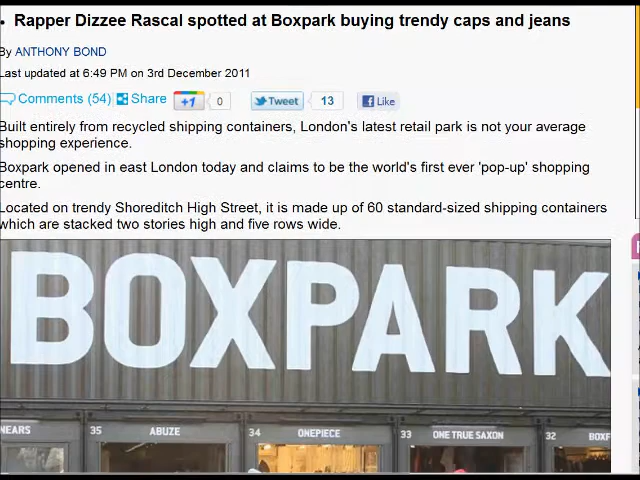 • Rapper Dizzee Rascal spotted at Boxpark buying trendy caps and jeans
By ANTHONY BOND
Last updated at 6:49 PM on 3rd December 2011
Comments (54) Share +1 0 Tweet 13 Like
Built entirely from recycled shipping containers, London's latest retail park is not your average
shopping experience.
Boxpark opened in east London today and claims to be the world's first ever 'pop-up' shopping
centre.
Located on trendy Shoreditch High Street, it is made up of 60 standard-sized shipping containers
which are stacked two stories high and five rows wide.
BOXPARK
NEARS 35 ABUZE 34 ONEPIECE 33 ONE TRUE SAXON 32 BOXF